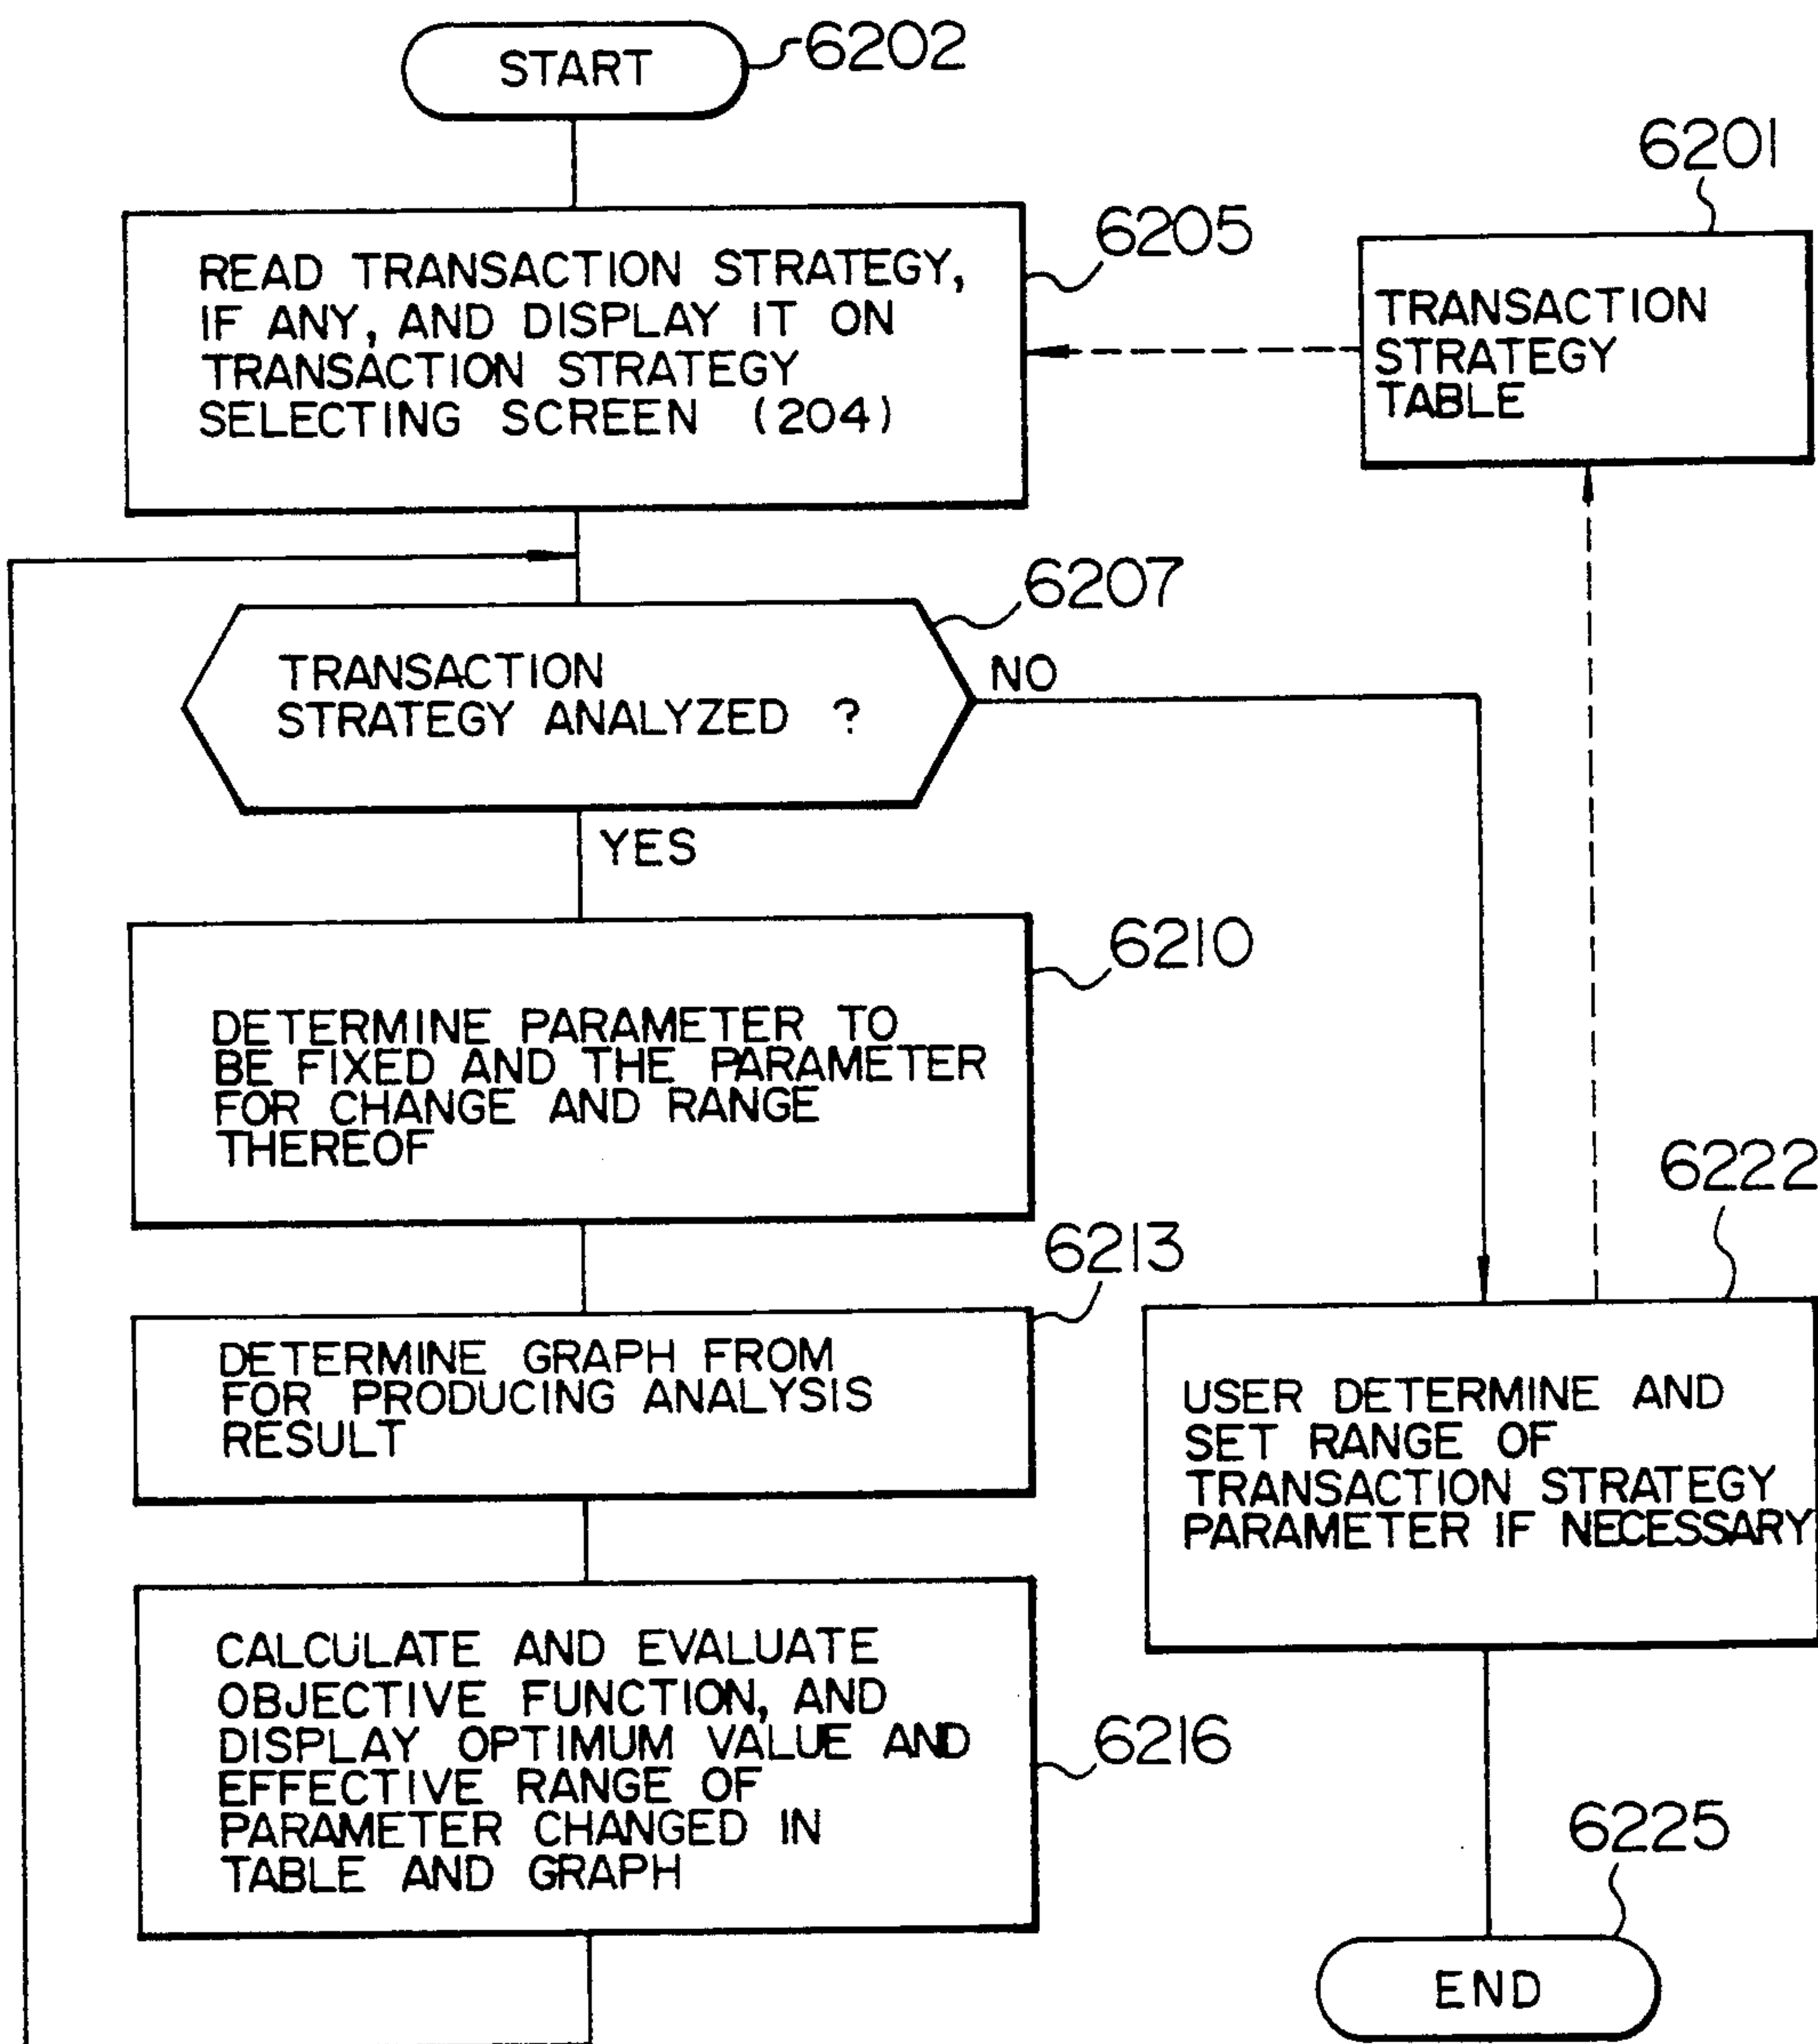 START
6202
6201
6205
READ TRANSACTION STRATEGY,
IF ANY, AND DISPLAY IT ON
TRANSACTION STRATEGY
SELECTING SCREEN (204)
TRANSACTION
STRATEGY
TABLE
6207
TRANSACTION
STRATEGY ANALYZED ?
NO
YES
6210
DETERMINE PARAMETER TO
BE FIXED AND THE PARAMETER
FOR CHANGE AND RANGE
THEREOF
6213
DETERMINE GRAPH FROM
FOR PRODUCING ANALYSIS
RESULT
6222
USER DETERMINE AND
SET RANGE OF
TRANSACTION STRATEGY
PARAMETER IF NECESSARY
CALCULATE AND EVALUATE
OBJECTIVE FUNCTION, AND
DISPLAY OPTIMUM VALUE AND
EFFECTIVE RANGE OF
PARAMETER CHANGED IN
TABLE AND GRAPH
6216
6225
END